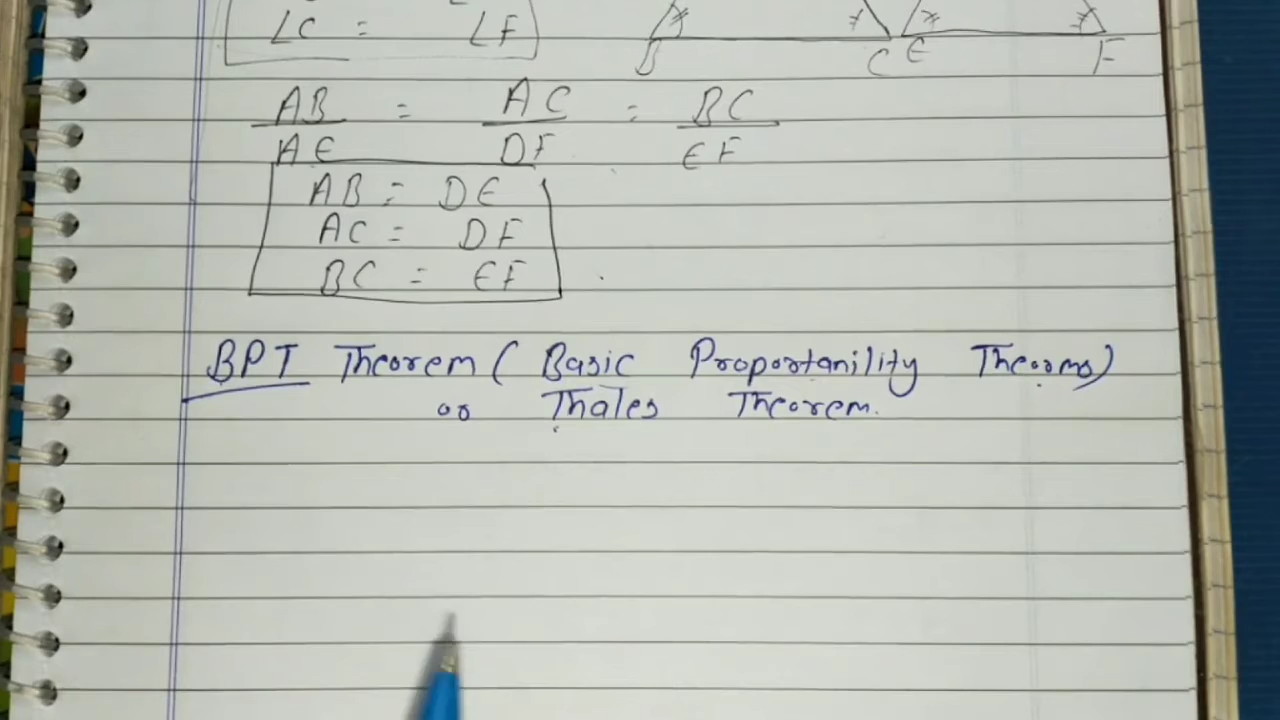 ∠C = ∠F
B C E F
AB = AC = BC
AE DF EF
AB = DE
AC = DF
BC = EF
BPT Theorem ( Basic Proportanility Theorms)
or Thales Theorem.